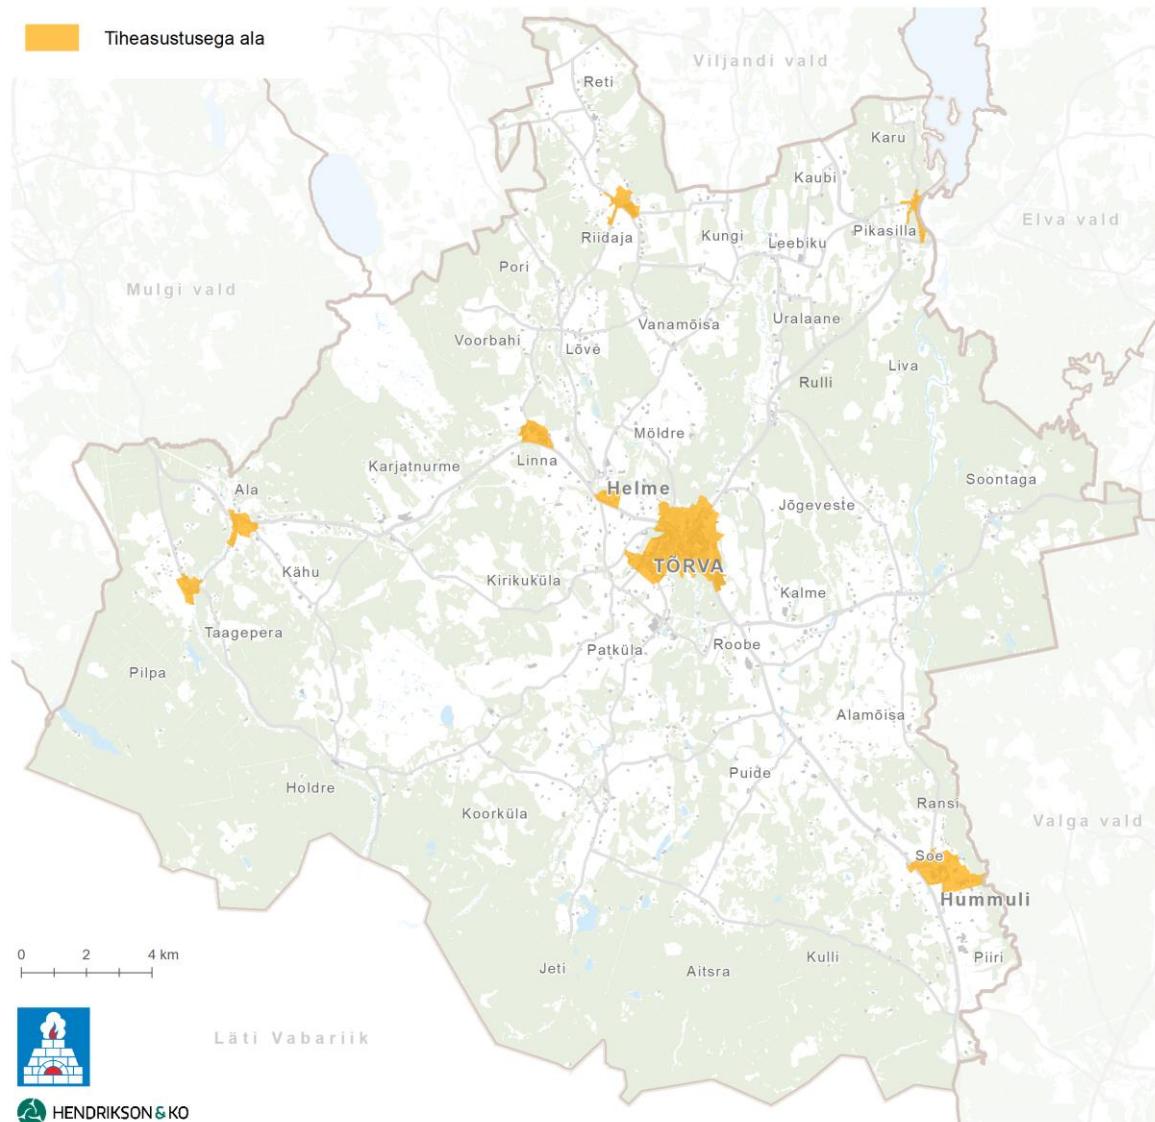 Tiheasustusega ala
Viljandi vald
Reti
Karu
Kaubi
Elva vald
Riidaja
Kungi
Leebiku
Pikasilla
Pori
Mulgi vald
Vanamõisa
Uralaane
Voorbahi
Lõve
Liva
Rulli
Möldre
Linna
Karjatnurme
Soontaga
Ala
Helme
Jõgeveste
TÕRVA
Kähu
Kirikuküla
Kalme
Taagepera
Patküla
Roobe
Pilpa
Alamõisa
Puide
Holdre
Ransi
Koorküla
Valga vald
Soe
Hummuli
0 2 4 km
Kulli
Piiri
Jeti
Aitsra
Läti Vabariik
HENDRIKSON & KO